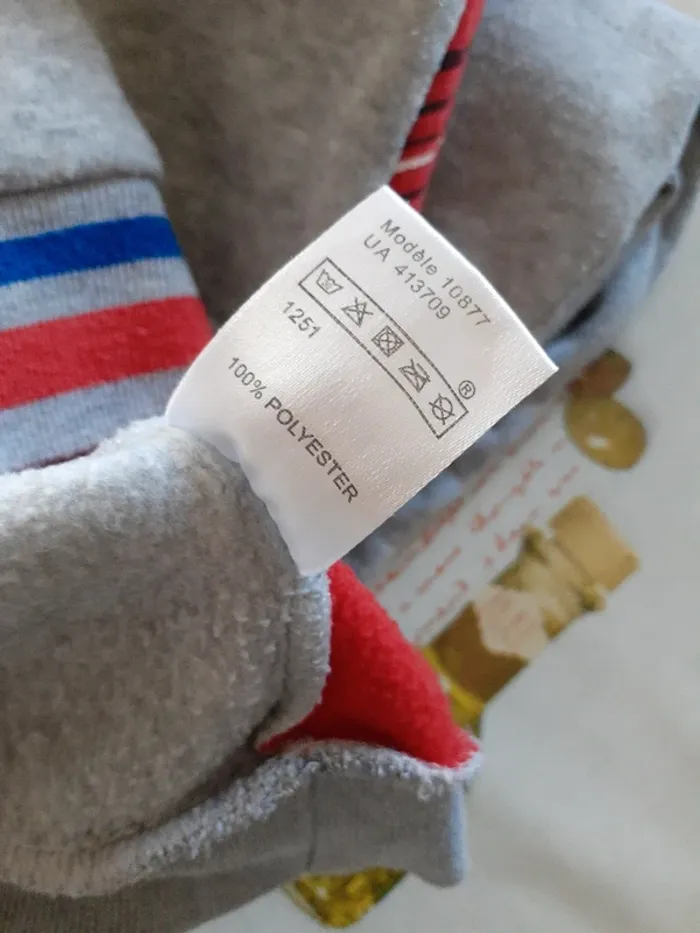 Modèle 10877
UA 413709
®
1251
100% POLYESTER